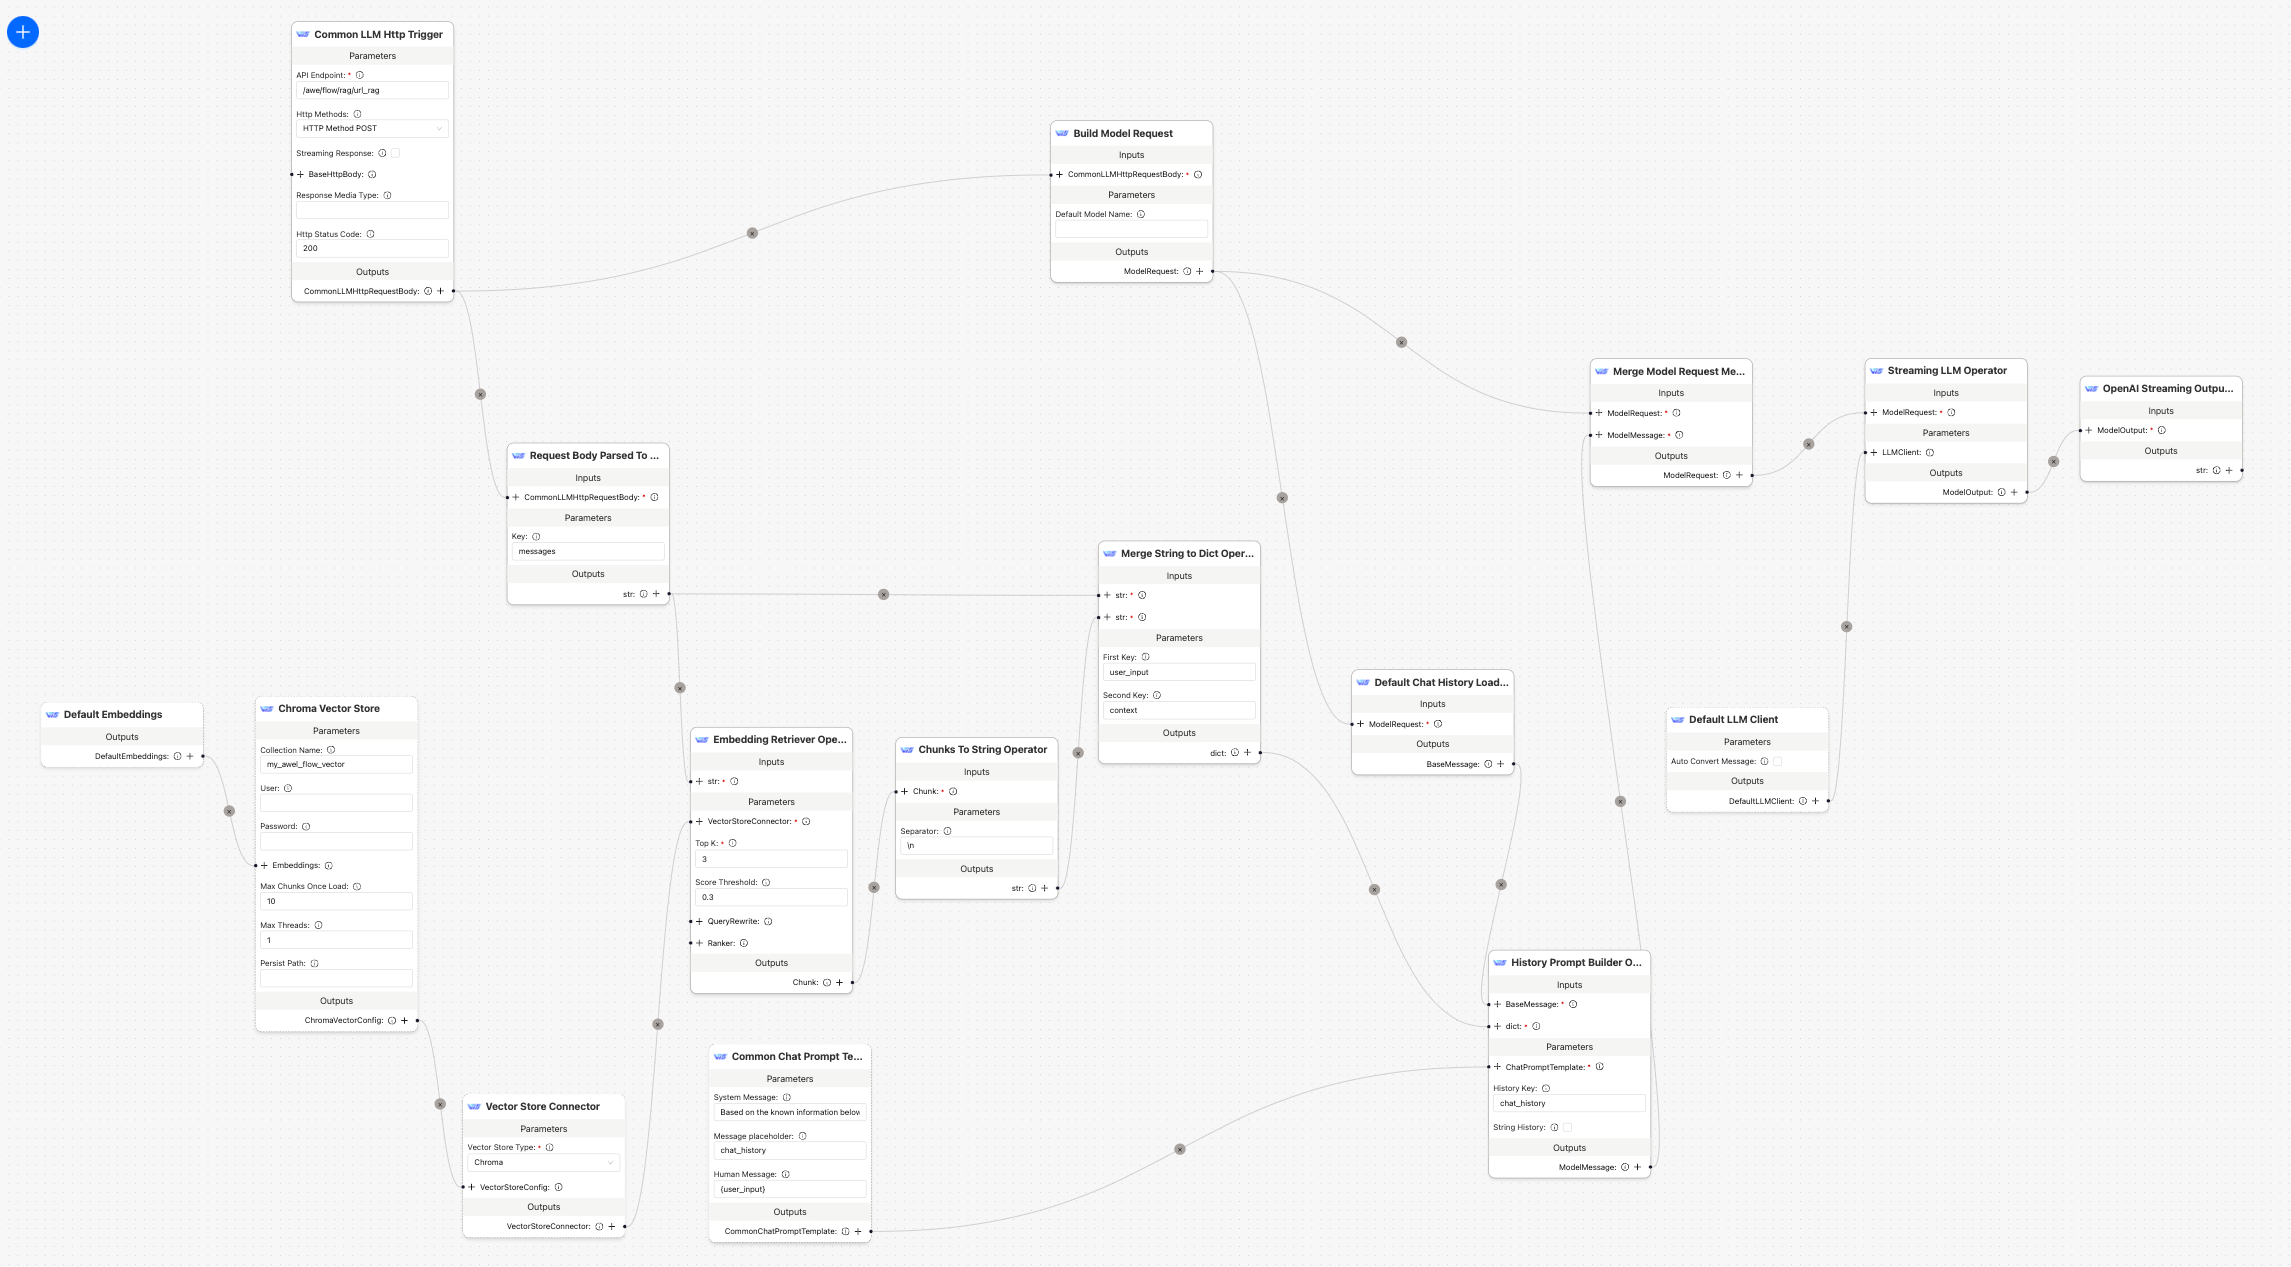 Common LLM Http Trigger
Parameters
API Endpoint: *
/awe/flow/rag/url_rag
Http Methods:
HTTP Method POST
Streaming Response:
BaseHttpBody:
Response Media Type:
Http Status Code:
200
Outputs
CommonLLMHttpRequestBody:
Build Model Request
Inputs
CommonLLMHttpRequestBody: *
Parameters
Default Model Name:
Outputs
ModelRequest:
Merge Model Request Me...
Inputs
ModelRequest: *
ModelMessage: *
Outputs
ModelRequest:
Streaming LLM Operator
Inputs
ModelRequest: *
Parameters
LLMClient:
Outputs
ModelOutput:
OpenAI Streaming Outpu...
Inputs
ModelOutput: *
Outputs
str:
Request Body Parsed To ...
Inputs
CommonLLMHttpRequestBody: *
Parameters
Key:
messages
Outputs
str:
Merge String to Dict Oper...
Inputs
str: *
str: *
Parameters
First Key:
user_input
Second Key:
context
Outputs
dict:
Default Chat History Load...
Inputs
ModelRequest: *
Outputs
BaseMessage:
Default LLM Client
Parameters
Auto Convert Message:
Outputs
DefaultLLMClient:
Default Embeddings
Outputs
DefaultEmbeddings:
Chroma Vector Store
Parameters
Collection Name:
my_awel_flow_vector
User:
Password:
Embeddings:
Max Chunks Once Load:
10
Max Threads:
1
Persist Path:
Outputs
ChromaVectorConfig:
Embedding Retriever Ope...
Inputs
str: *
Parameters
VectorStoreConnector: *
Top K: *
3
Score Threshold:
0.3
QueryRewrite:
Ranker:
Outputs
Chunk:
Chunks To String Operator
Inputs
Chunk: *
Parameters
Separator:
\n
Outputs
str:
History Prompt Builder O...
Inputs
BaseMessage: *
dict: *
Parameters
ChatPromptTemplate: *
History Key:
chat_history
String History:
Outputs
ModelMessage:
Vector Store Connector
Parameters
Vector Store Type: *
Chroma
VectorStoreConfig:
Outputs
VectorStoreConnector:
Common Chat Prompt Te...
Parameters
System Message:
Based on the known information below
Message placeholder:
chat_history
Human Message:
{user_input}
Outputs
CommonChatPromptTemplate: